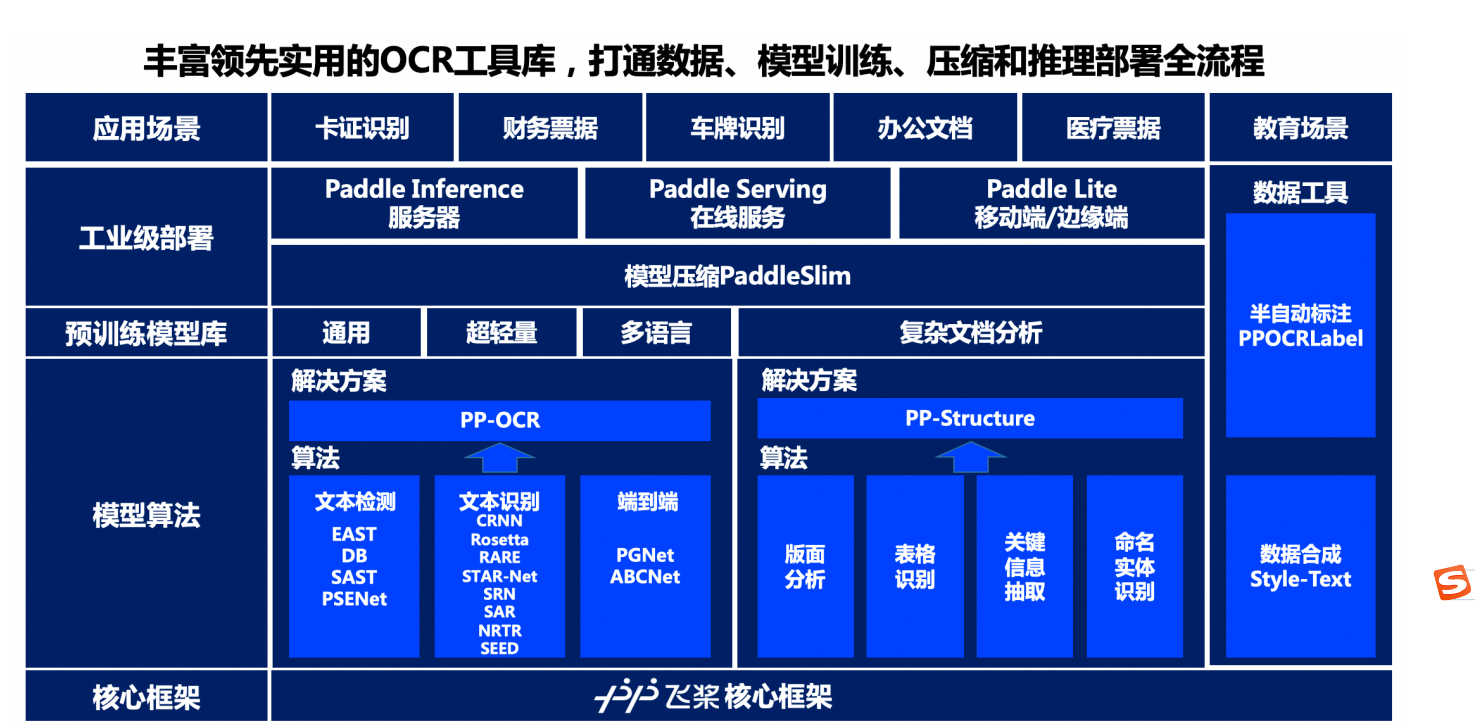 丰富领先实用的OCR工具库，打通数据、模型训练、压缩和推理部署全流程
应用场景
卡证识别
财务票据
车牌识别
办公文档
医疗票据
教育场景
工业级部署
Paddle Inference
服务器
Paddle Serving
在线服务
Paddle Lite
移动端/边缘端
模型压缩PaddleSlim
预训练模型库
通用
超轻量
多语言
复杂文档分析
模型算法
解决方案
PP-OCR
算法
文本检测
EAST
DB
SAST
PSENet
文本识别
CRNN
Rosetta
RARE
STAR-Net
SRN
SAR
NRTR
SEED
端到端
PGNet
ABCNet
解决方案
PP-Structure
算法
版面
分析
表格
识别
关键
信息
抽取
命名
实体
识别
数据工具
半自动标注
PPOCRLabel
数据合成
Style-Text
核心框架
飞桨核心框架
S